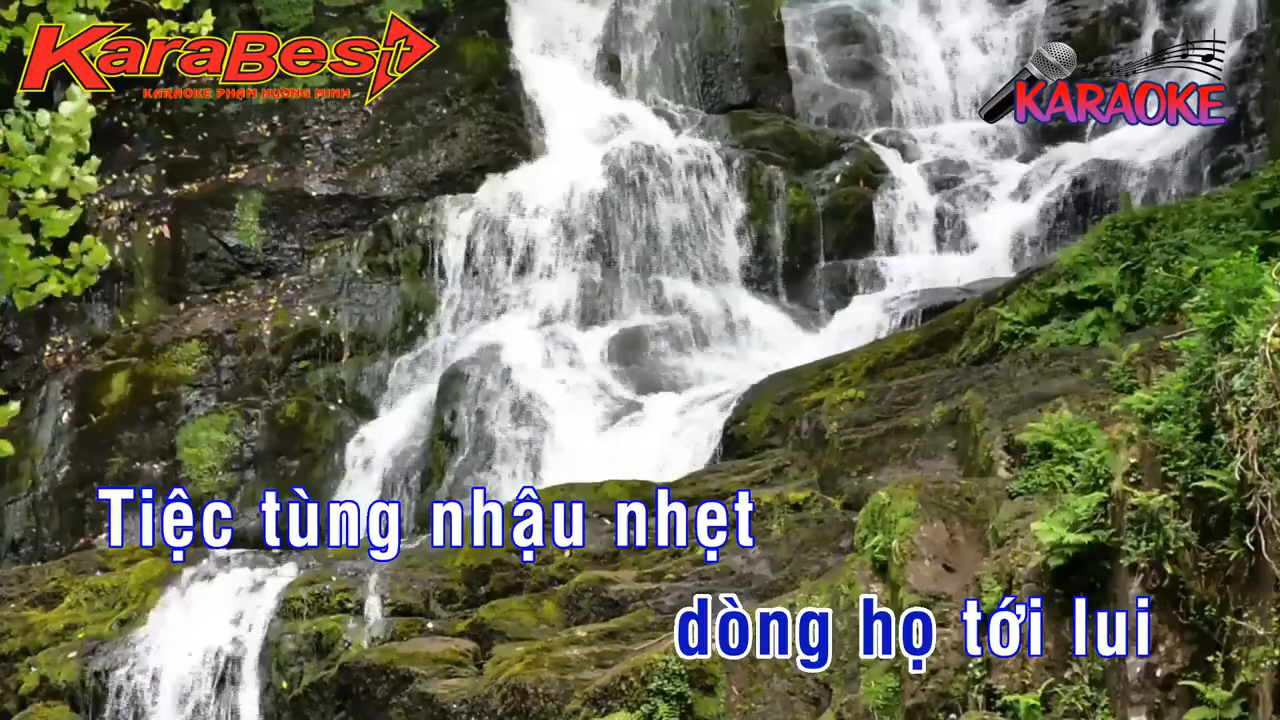 KaraBest
KARAOKE PHẠM HƯƠNG MINH
KARAOKE
Tiệc tùng nhậu nhẹt
dòng họ tới lui